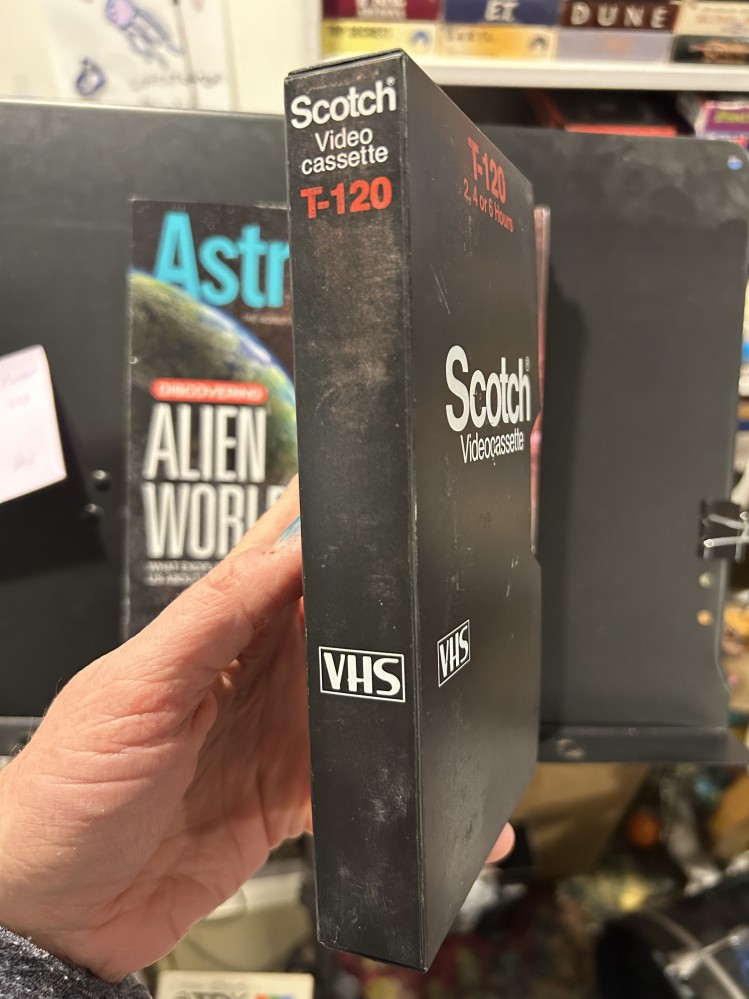 E.T.
DUNE
Scotch®
Video
cassette
T-120
T-120
2, 4 or 6 Hours
Scotch®
Videocassette
VHS
VHS
Astr
DISCOVERING
ALIEN
WORL